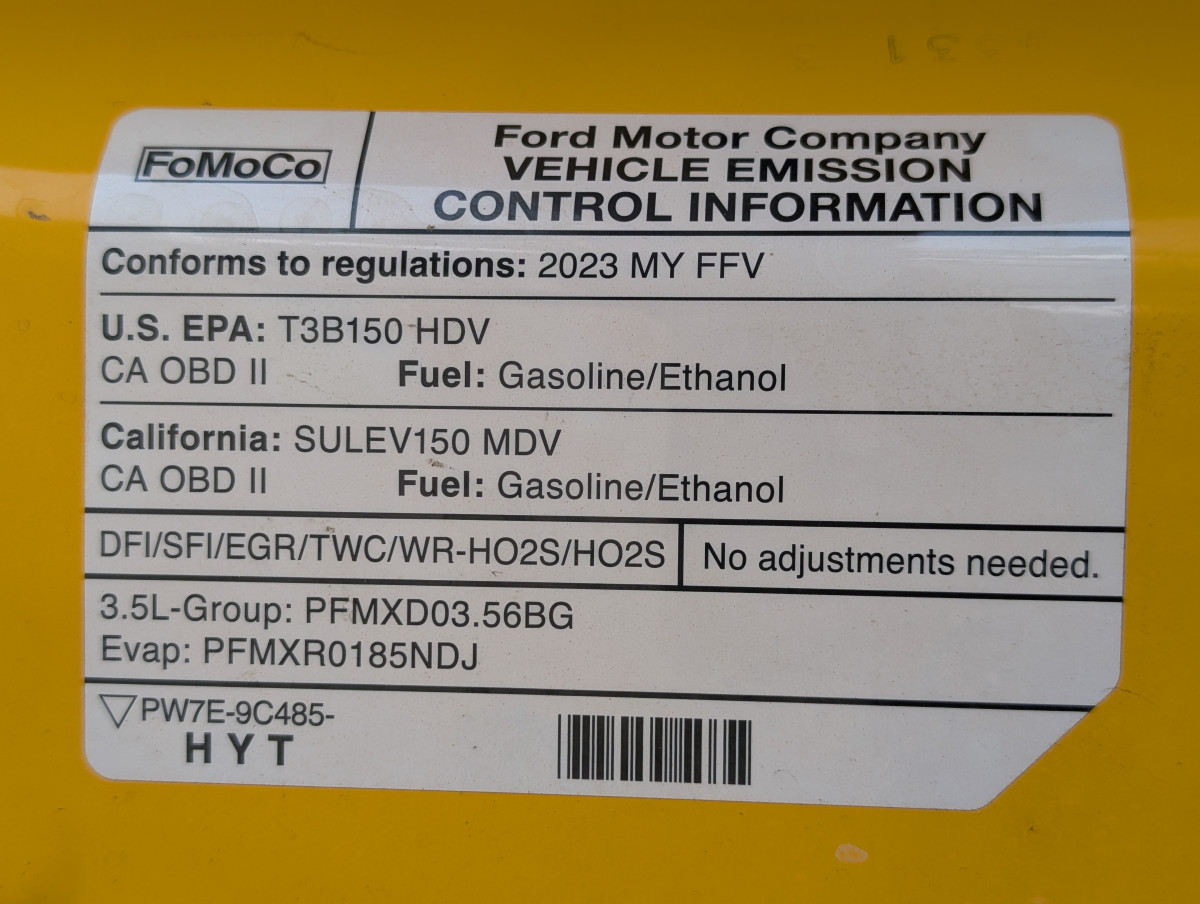 FoMoCo
Ford Motor Company
VEHICLE EMISSION
CONTROL INFORMATION
Conforms to regulations: 2023 MY FFV
U.S. EPA: T3B150 HDV
CA OBD II Fuel: Gasoline/Ethanol
California: SULEV150 MDV
CA OBD II Fuel: Gasoline/Ethanol
DFI/SFI/EGR/TWC/WR-HO2S/HO2S
No adjustments needed.
3.5L-Group: PFMXD03.56BG
Evap: PFMXR0185NDJ
PW7E-9C485-
HYT